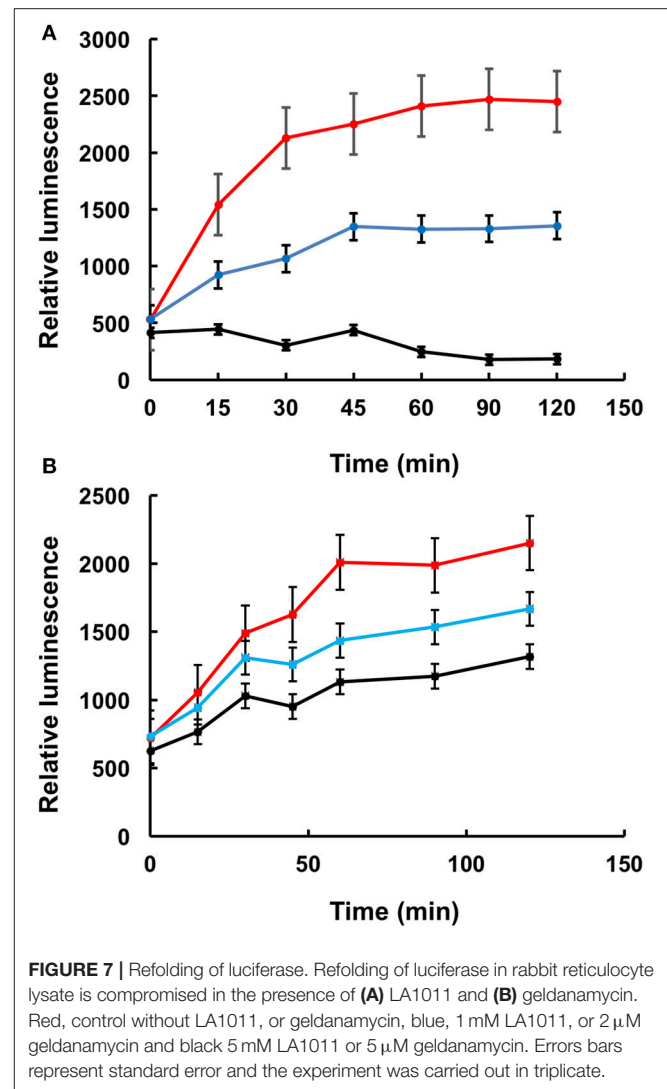 A
3000
2500
2000
1500
1000
500
0
Relative luminescence
0 15 30 45 60 90 120 150
Time (min)
B
2500
2000
1500
1000
500
0
Relative luminescence
0 50 100 150
Time (min)
FIGURE 7 | Refolding of luciferase. Refolding of luciferase in rabbit reticulocyte
lysate is compromised in the presence of (A) LA1011 and (B) geldanamycin.
Red, control without LA1011, or geldanamycin, blue, 1 mM LA1011, or 2 μM
geldanamycin and black 5 mM LA1011 or 5 μM geldanamycin. Errors bars
represent standard error and the experiment was carried out in triplicate.